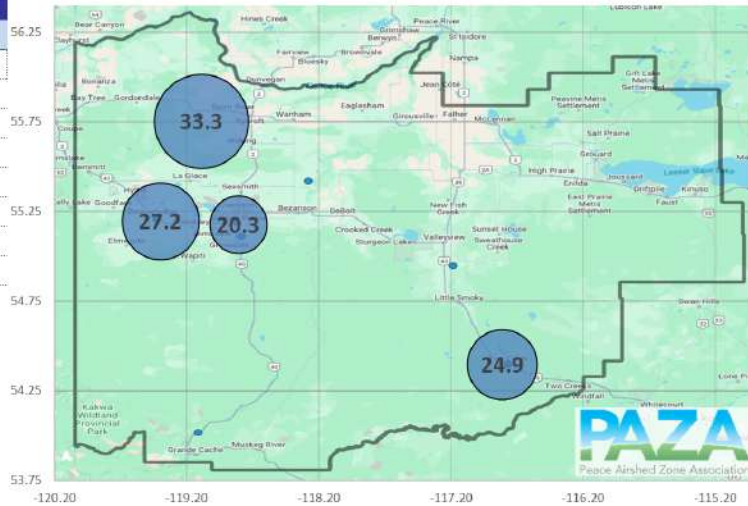 Lubicon Lake
56.25
Bear Canyon
Hines Creek
Peace River
Grimshaw
Berwyn
St Isidore
Fairview
Brownvale
Bluesky
Nampa
Bonanza
Dunvegan
Jean Côté
Gift Lake
Metis
Settlement
Bay Tree
Gordondale
Peavine Metis
Settlement
Eaglesham
55.75
33.3
Wanham
Girouxville
Falher
McLennan
Salt Prairie
Grouard
La Glace
High Prairie
Enilda
Joussard
Driftpile
Kinuso
Sexsmith
Faust
55.25
27.2
20.3
Bezanson
DeBolt
New Fish
Creek
East Prairie
Metis
Settlement
Crooked Creek
Sturgeon Lake
Valleyview
Sunset House
Sweathouse
Creek
Wapiti
54.75
Little Smoky
Swan Hills
24.9
54.25
Two Creeks
Windfall
Whitecourt
Kakwa
Wildland
Provincial
Park
Grande Cache
Muskeg River
PAZA
Peace Airshed Zone Association
53.75
-120.20
-119.20
-118.20
-117.20
-116.20
-115.20